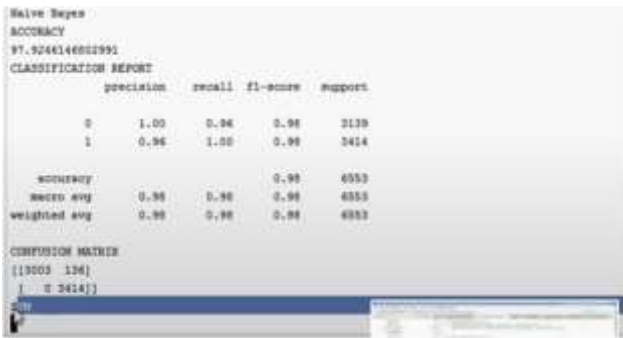 Naive Bayes
ACCURACY
97.9246146802991
CLASSIFICATION REPORT
precision recall f1-score support
0 1.00 0.96 0.98 3139
1 0.96 1.00 0.98 3414
accuracy 0.98 6553
macro avg 0.98 0.98 0.98 6553
weighted avg 0.98 0.98 0.98 6553
CONFUSION MATRIX
[[3003 136]
[ 0 3414]]